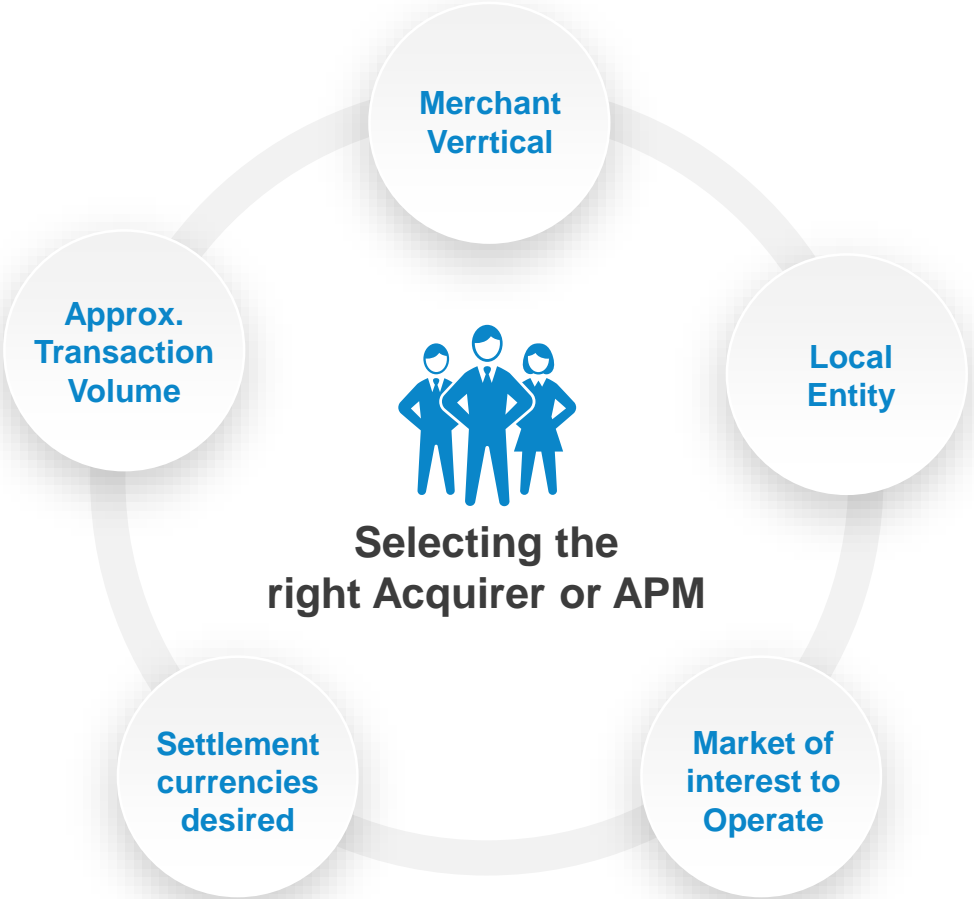 Merchant
Verrtical
Approx.
Transaction
Volume
Local
Entity
Selecting the
right Acquirer or APM
Settlement
currencies
desired
Market of
interest to
Operate